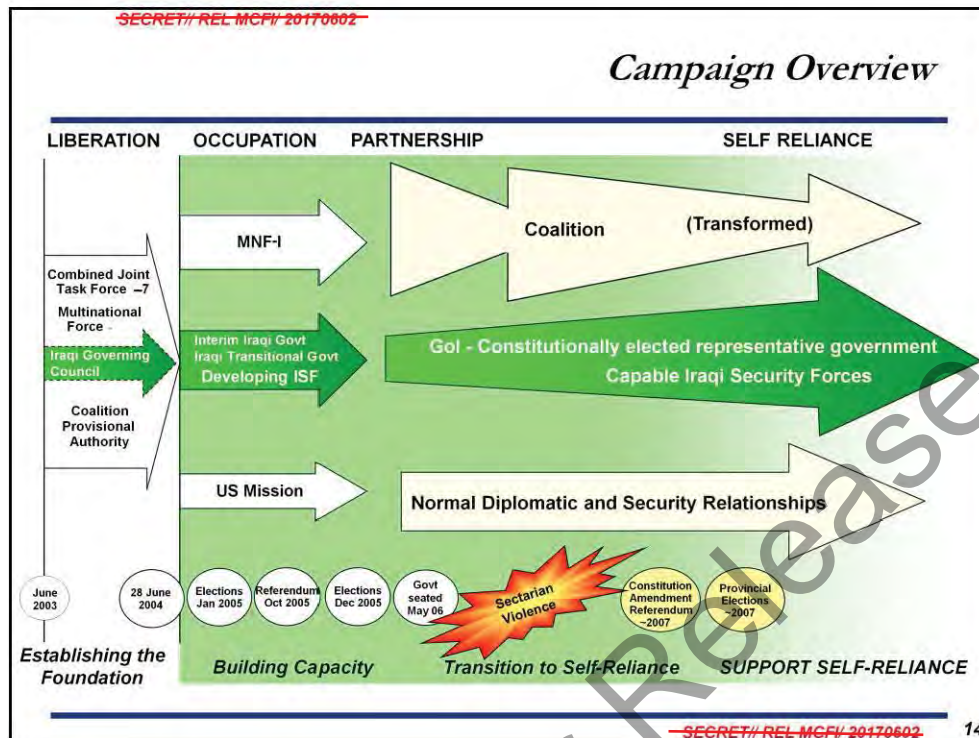 SECRET// REL MCFI// 20170602
Campaign Overview
LIBERATION
OCCUPATION
PARTNERSHIP
SELF RELIANCE
Combined Joint
Task Force –7
Multinational
Force -
Iraqi Governing
Council
Coalition
Provisional
Authority
MNF-I
Interim Iraqi Govt
Iraqi Transitional Govt
Developing ISF
US Mission
Coalition
(Transformed)
GoI - Constitutionally elected representative government
Capable Iraqi Security Forces
Normal Diplomatic and Security Relationships
June
2003
28 June
2004
Elections
Jan 2005
Referendum
Oct 2005
Elections
Dec 2005
Govt
seated
May 06
Sectarian
Violence
Constitution
Amendment
Referendum
~2007
Provincial
Elections
~2007
Establishing the
Foundation
Building Capacity
Transition to Self-Reliance
SUPPORT SELF-RELIANCE
SECRET// REL MCFI// 20170602
14
Release